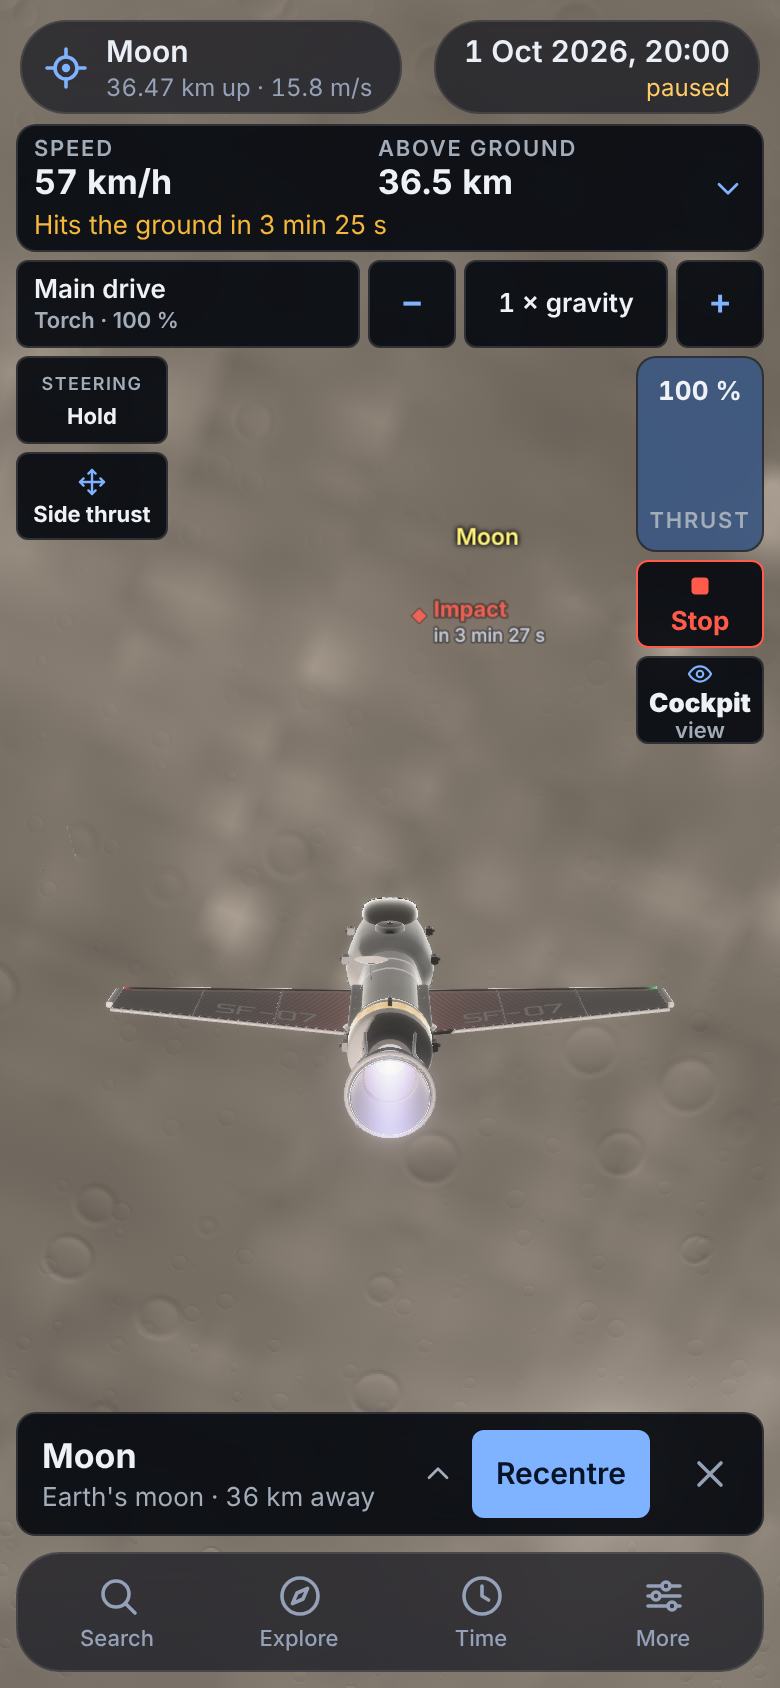 Moon
36.47 km up · 15.8 m/s
1 Oct 2026, 20:00
paused
SPEED
57 km/h
ABOVE GROUND
36.5 km
Hits the ground in 3 min 25 s
Main drive
Torch · 100 %
−
1 × gravity
+
STEERING
Hold
Side thrust
100 %
THRUST
Moon
Impact
in 3 min 27 s
Stop
Cockpit
view
SF-07
SF-07
Moon
Earth's moon · 36 km away
Recentre
Search
Explore
Time
More